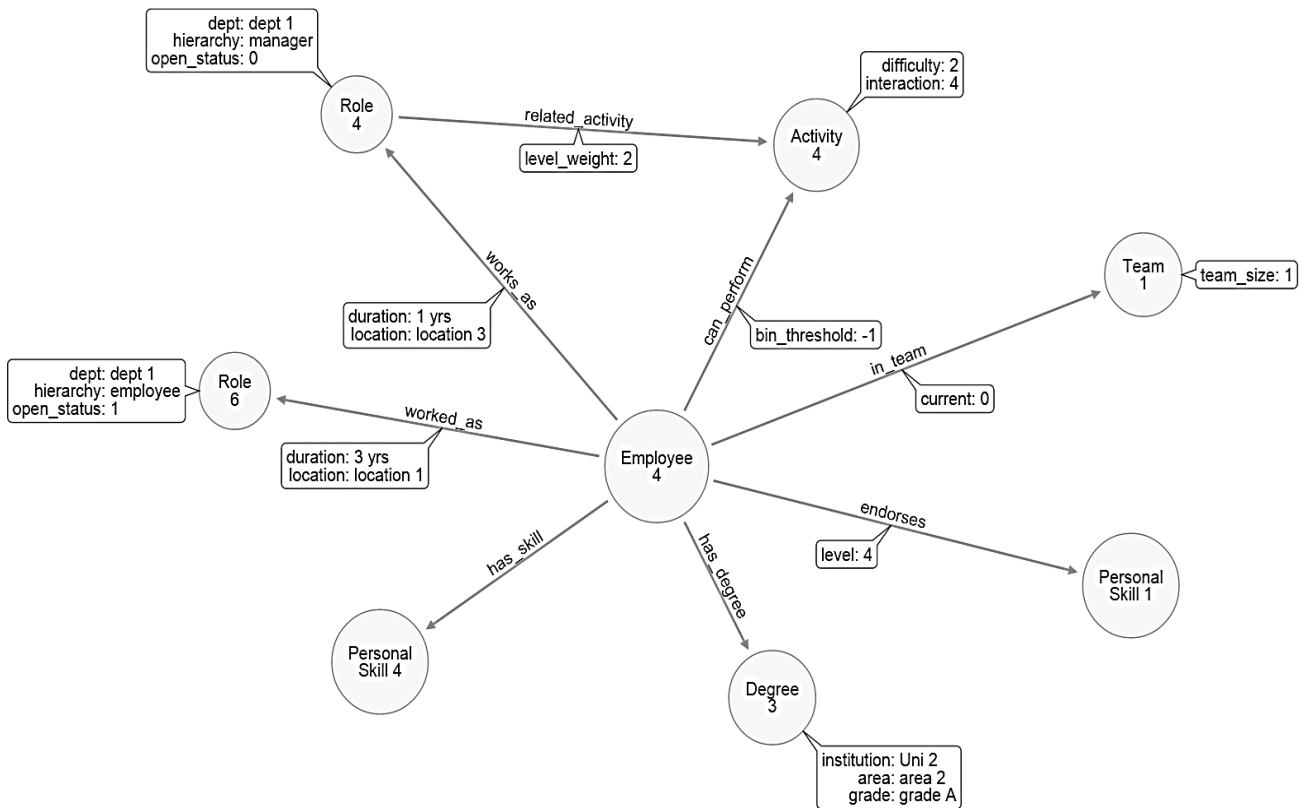 dept: dept 1
hierarchy: manager
open_status: 0
Role
4
related_activity
level_weight: 2
difficulty: 2
interaction: 4
Activity
4
works_as
duration: 1 yrs
location: location 3
can_perform
bin_threshold: -1
Team
1
team_size: 1
in_team
current: 0
dept: dept 1
hierarchy: employee
open_status: 1
Role
6
worked_as
duration: 3 yrs
location: location 1
Employee
4
endorses
level: 4
Personal
Skill 1
has_skill
Personal
Skill 4
has_degree
Degree
3
institution: Uni 2
area: area 2
grade: grade A